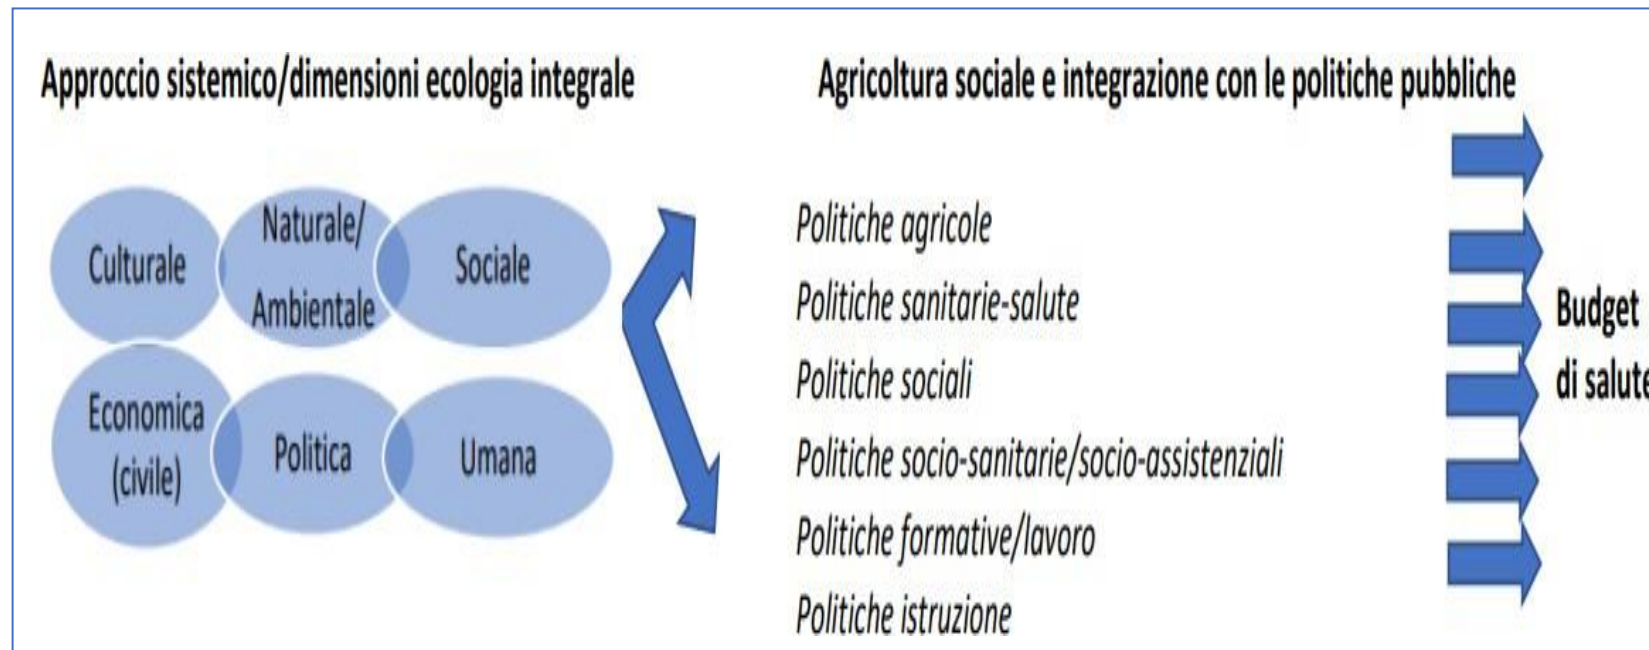 Approccio sistemico/dimensioni ecologia integrale
Culturale
Naturale/
Ambientale
Sociale
Economica
(civile)
Politica
Umana
Agricoltura sociale e integrazione con le politiche pubbliche
Politiche agricole
Politiche sanitarie-salute
Politiche sociali
Politiche socio-sanitarie/socio-assistenziali
Politiche formative/lavoro
Politiche istruzione
Budget
di salute